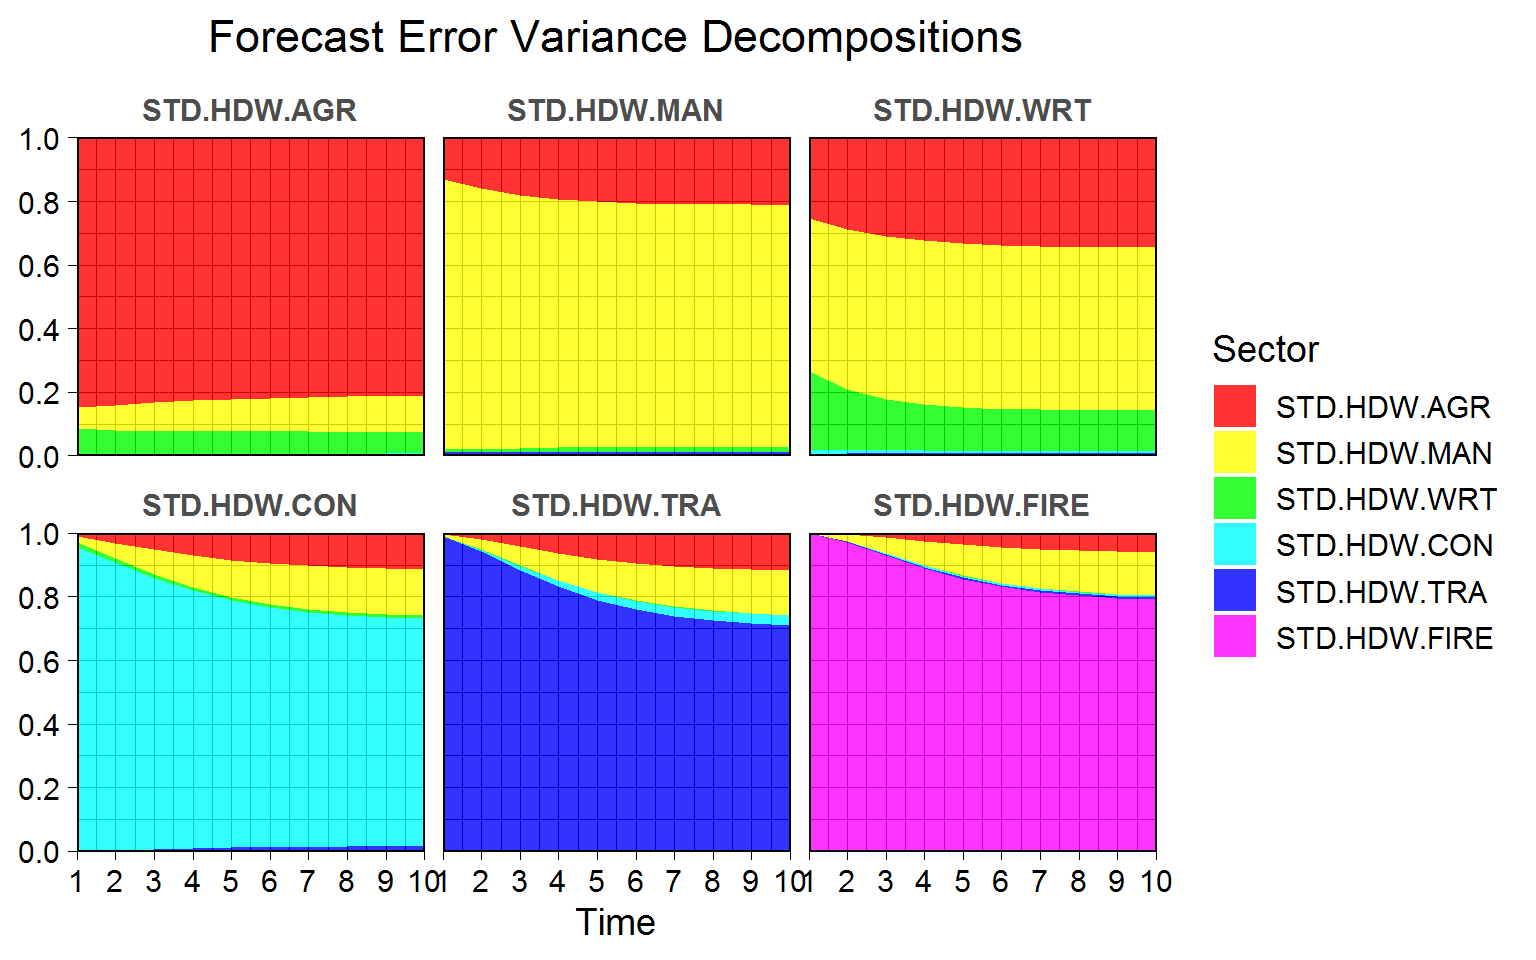 Forecast Error Variance Decompositions
STD.HDW.AGR STD.HDW.MAN STD.HDW.WRT
1.0
0.8
0.6
0.4
0.2
0.0
STD.HDW.CON STD.HDW.TRA STD.HDW.FIRE
1.0
0.8
0.6
0.4
0.2
0.0
1 2 3 4 5 6 7 8 9 10 1 2 3 4 5 6 7 8 9 10 1 2 3 4 5 6 7 8 9 10
Time
Sector
STD.HDW.AGR
STD.HDW.MAN
STD.HDW.WRT
STD.HDW.CON
STD.HDW.TRA
STD.HDW.FIRE